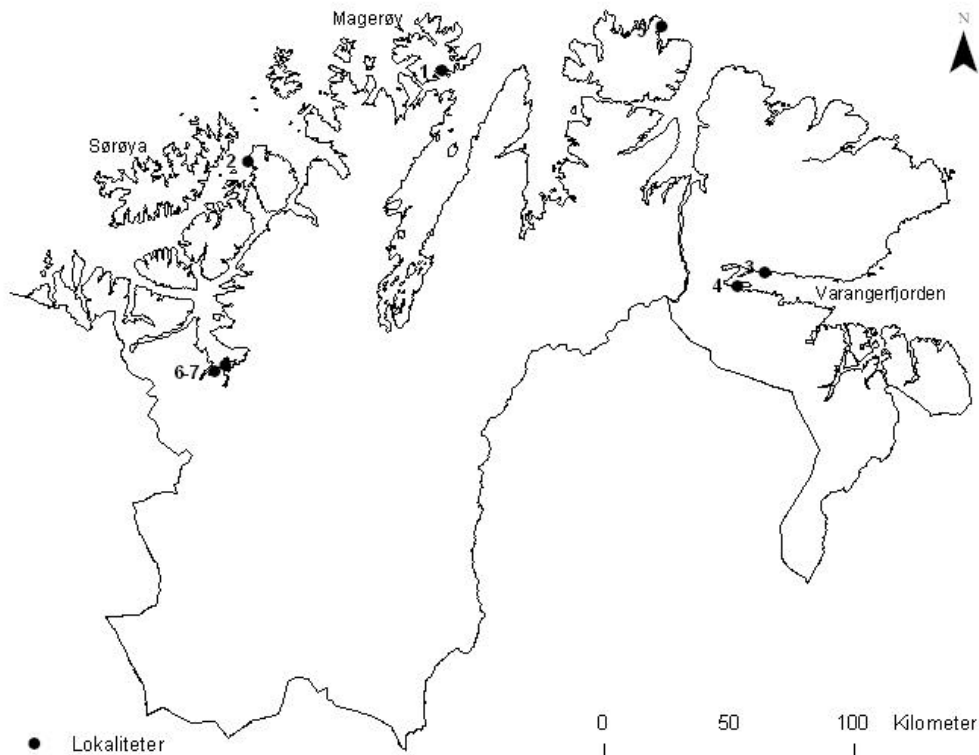 N
Magerøy
1
Sørøya
2
3
4
Varangerfjorden
6-7
0 50 100 Kilometer
Lokaliteter